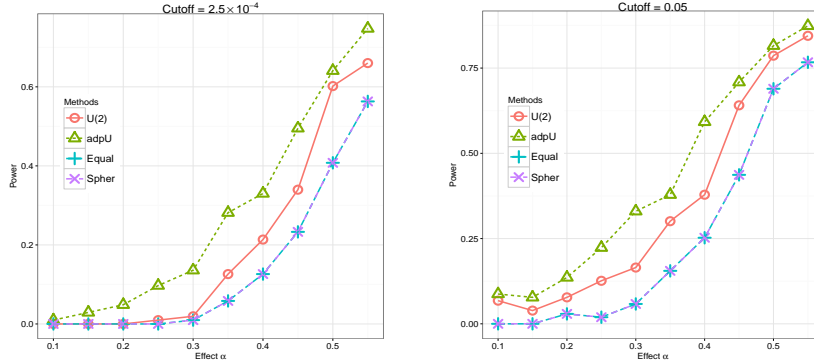 Cutoff = 2.5×10⁻⁴
0.6
0.4
0.2
0.0
Power
Methods
U(2)
adpU
Equal
Spher
0.1
0.2
0.3
0.4
0.5
Effect α
Cutoff = 0.05
0.75
0.50
0.25
0.00
Power
Methods
U(2)
adpU
Equal
Spher
0.1
0.2
0.3
0.4
0.5
Effect α